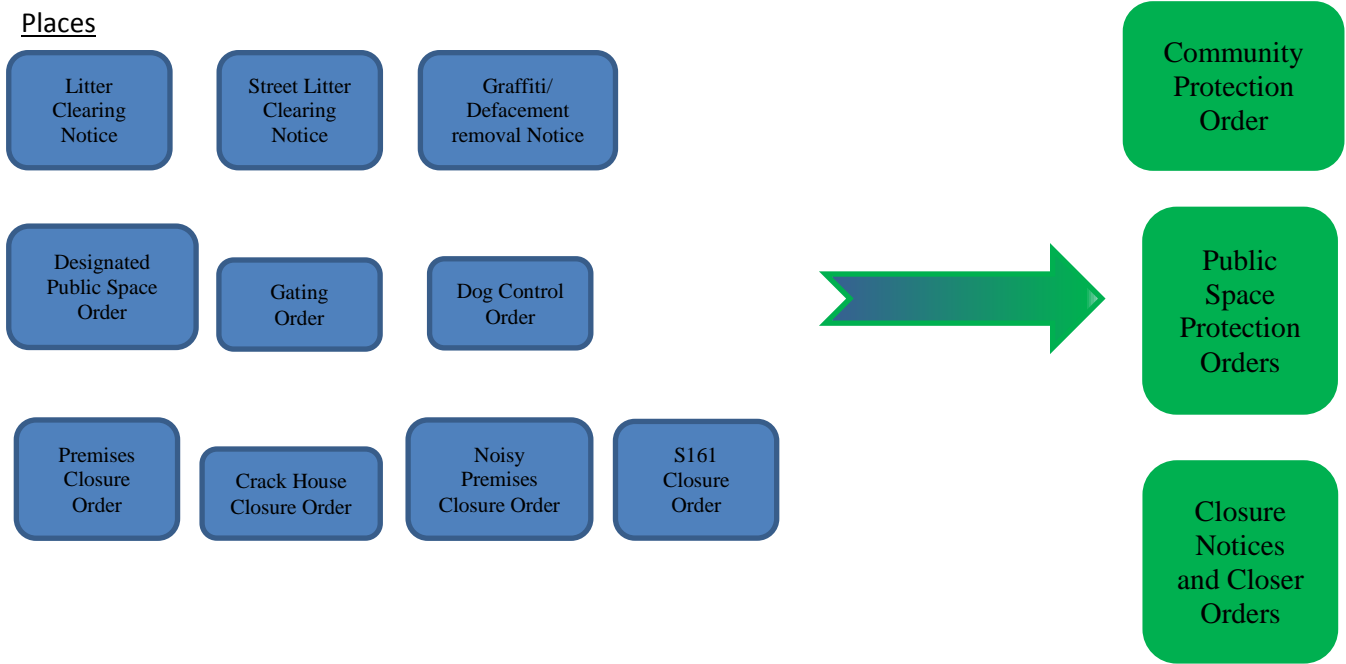 Places
Litter
Clearing
Notice
Street Litter
Clearing
Notice
Graffiti/
Defacement
removal Notice
Community
Protection
Order
Designated
Public Space
Order
Gating
Order
Dog Control
Order
Public
Space
Protection
Orders
Premises
Closure
Order
Crack House
Closure Order
Noisy
Premises
Closure Order
S161
Closure
Order
Closure
Notices
and Closer
Orders